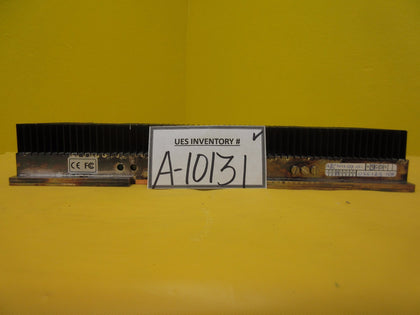 UES INVENTORY #
A-10131
CE FC